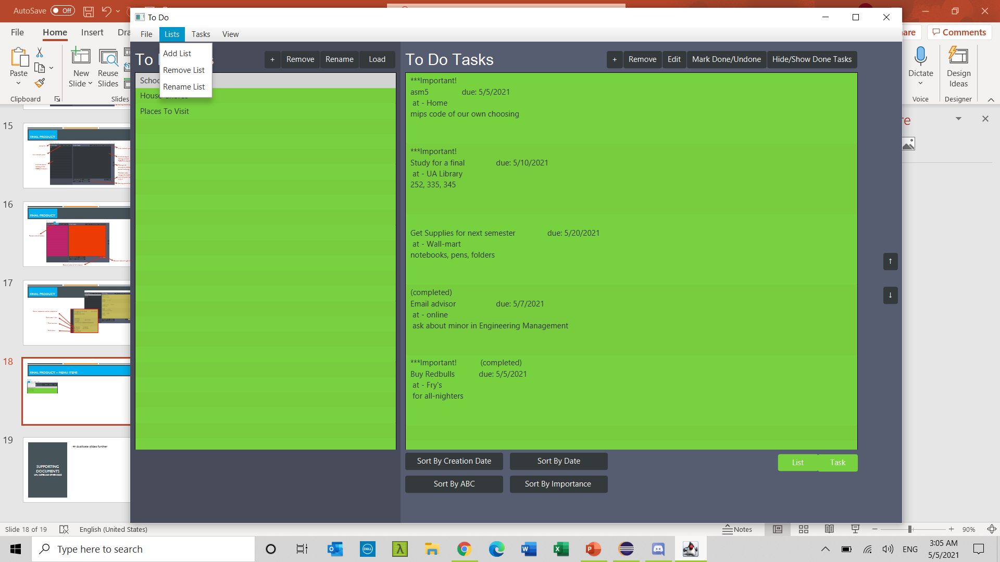 AutoSave Off
File Home Insert
Comments
Paste
New Slide
Reuse Slides
Clipboard
Slides
Dictate
Design Ideas
Voice
Designer
To Do
File Lists Tasks View
Add List
Remove List
Rename List
+ Remove Rename Load
House
Places To Visit
To Do Tasks
+ Remove Edit Mark Done/Undone Hide/Show Done Tasks
***Important!
asm5 due: 5/5/2021
at - Home
mips code of our own choosing
***Important!
Study for a final due: 5/10/2021
at - UA Library
252, 335, 345
Get Supplies for next semester due: 5/20/2021
at - Wall-mart
notebooks, pens, folders
(completed)
Email advisor due: 5/7/2021
at - online
ask about minor in Engineering Management
***Important! (completed)
Buy Redbulls due: 5/5/2021
at - Fry's
for all-nighters
↑
↓
Sort By Creation Date Sort By Date
List Task
Sort By ABC Sort By Importance
15
FINAL PRODUCT
16
FINAL PRODUCT
17
FINAL PRODUCT
18
FINAL PRODUCT – MENU ITEMS
19
SUPPORTING
DOCUMENTS
UML NOTES AND OTHER DOCS
## duplicate slides further
Slide 18 of 19 English (United States) Notes 90%
Type here to search
DELL
ENG
3:05 AM
5/5/2021